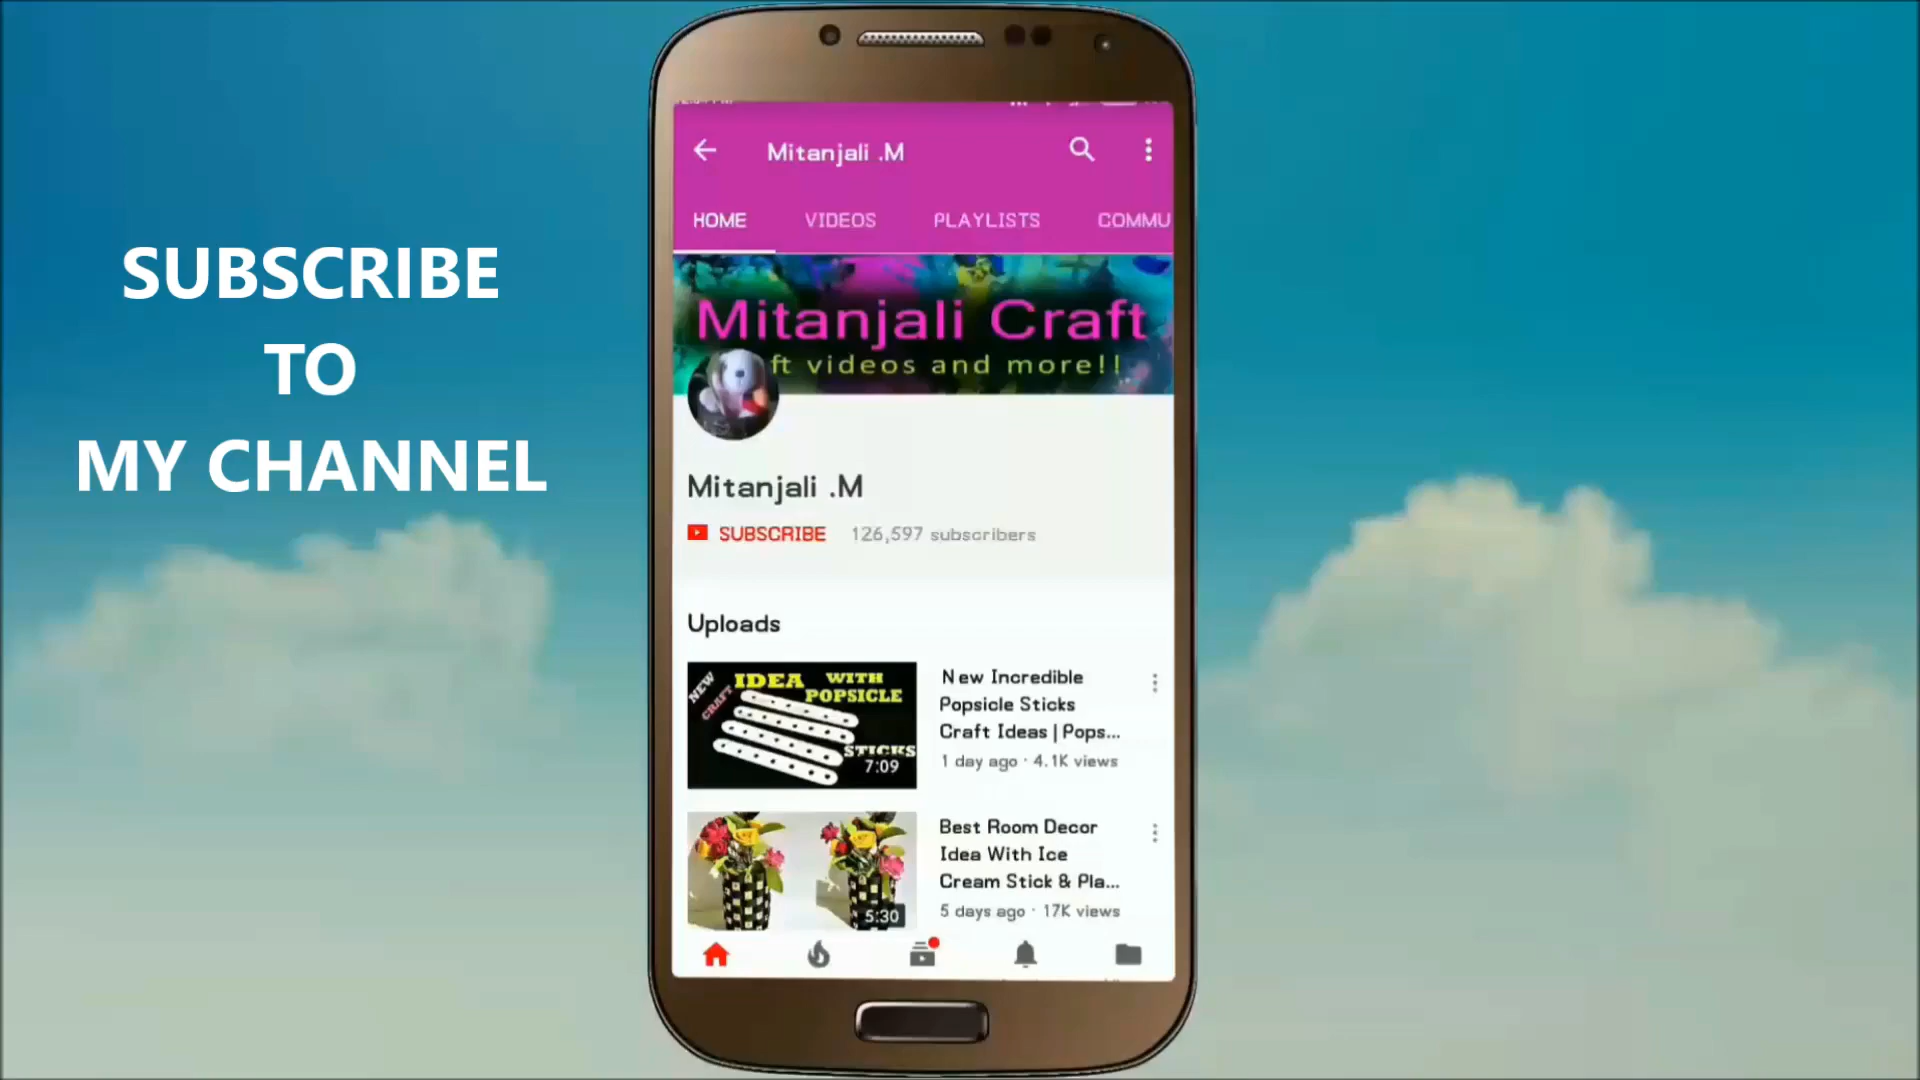 SUBSCRIBE
TO
MY CHANNEL
Mitanjali .M
HOME VIDEOS PLAYLISTS COMMU
Mitanjali Craft
ft videos and more!!
Mitanjali .M
SUBSCRIBE 126,597 subscribers
Uploads
NEW
CRAFT
IDEA WITH
POPSICLE
STICKS
7:09
New Incredible
Popsicle Sticks
Craft Ideas | Pops...
1 day ago · 4.1K views
5:30
Best Room Decor
Idea With Ice
Cream Stick & Pla...
5 days ago · 17K views